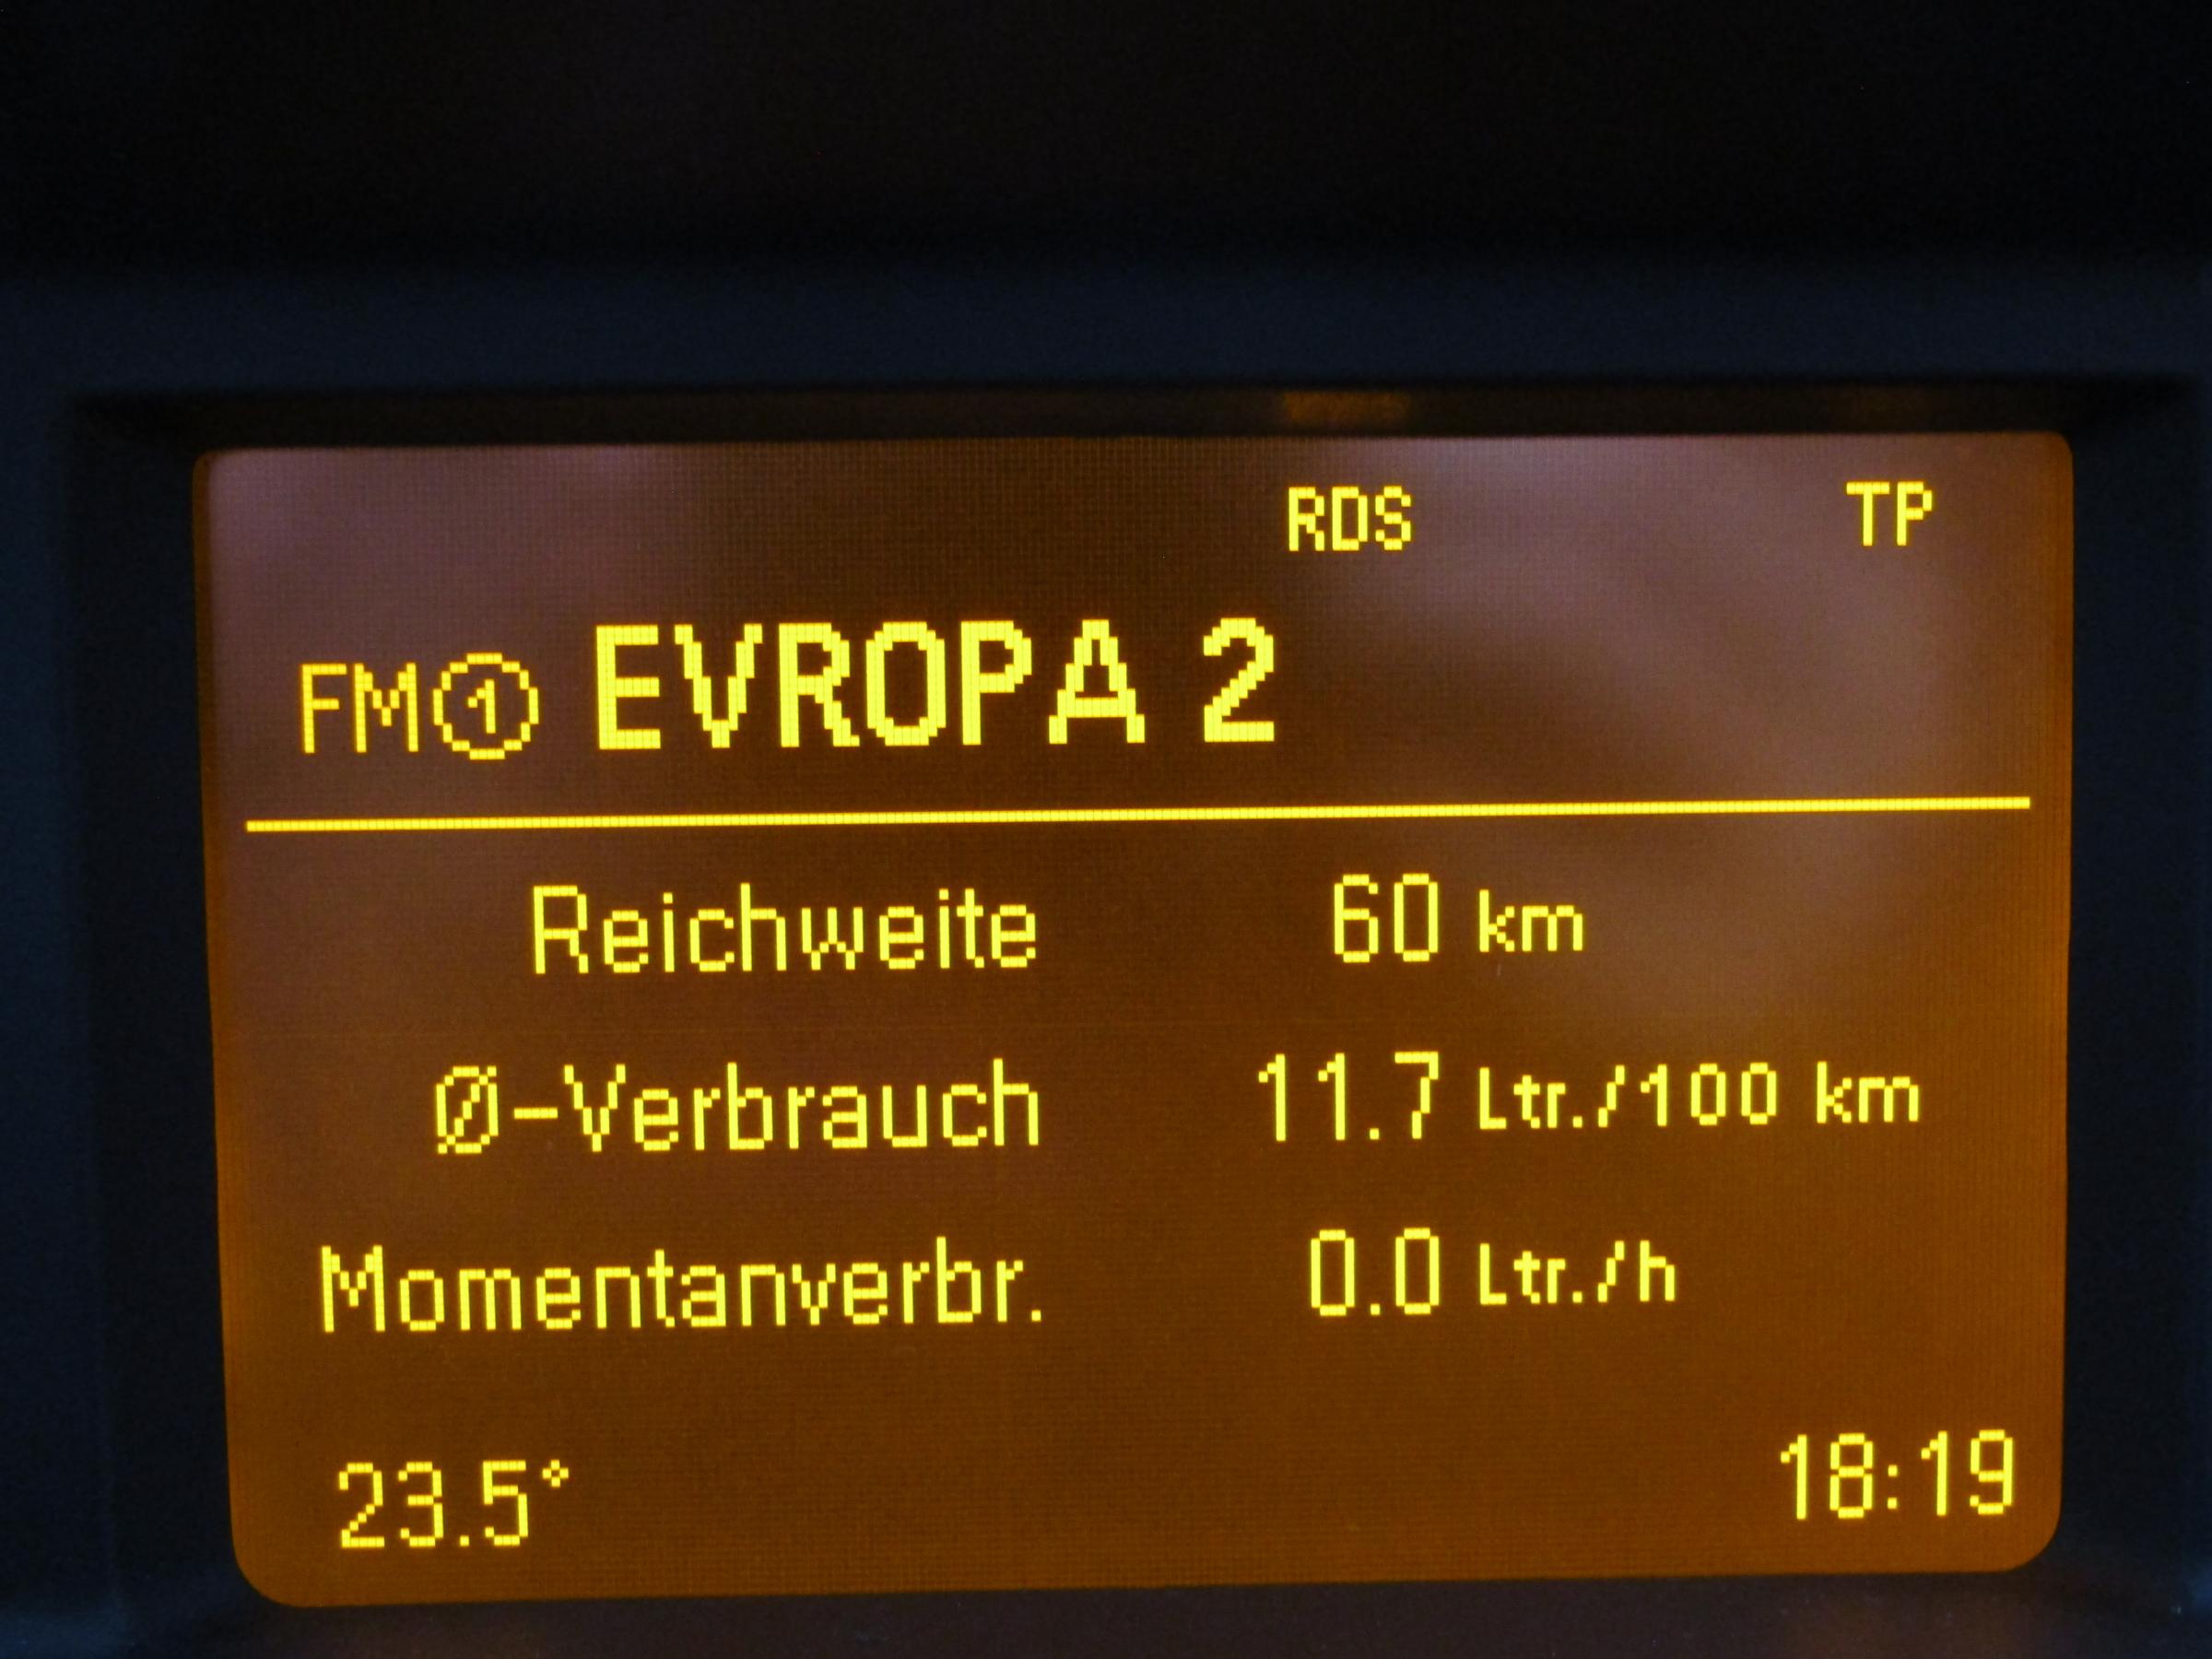 RDS TP
FM① EVROPA 2
Reichweite 60 km
Ø-Verbrauch 11.7 Ltr./100 km
Momentanverbr. 0.0 Ltr./h
23.5° 18:19